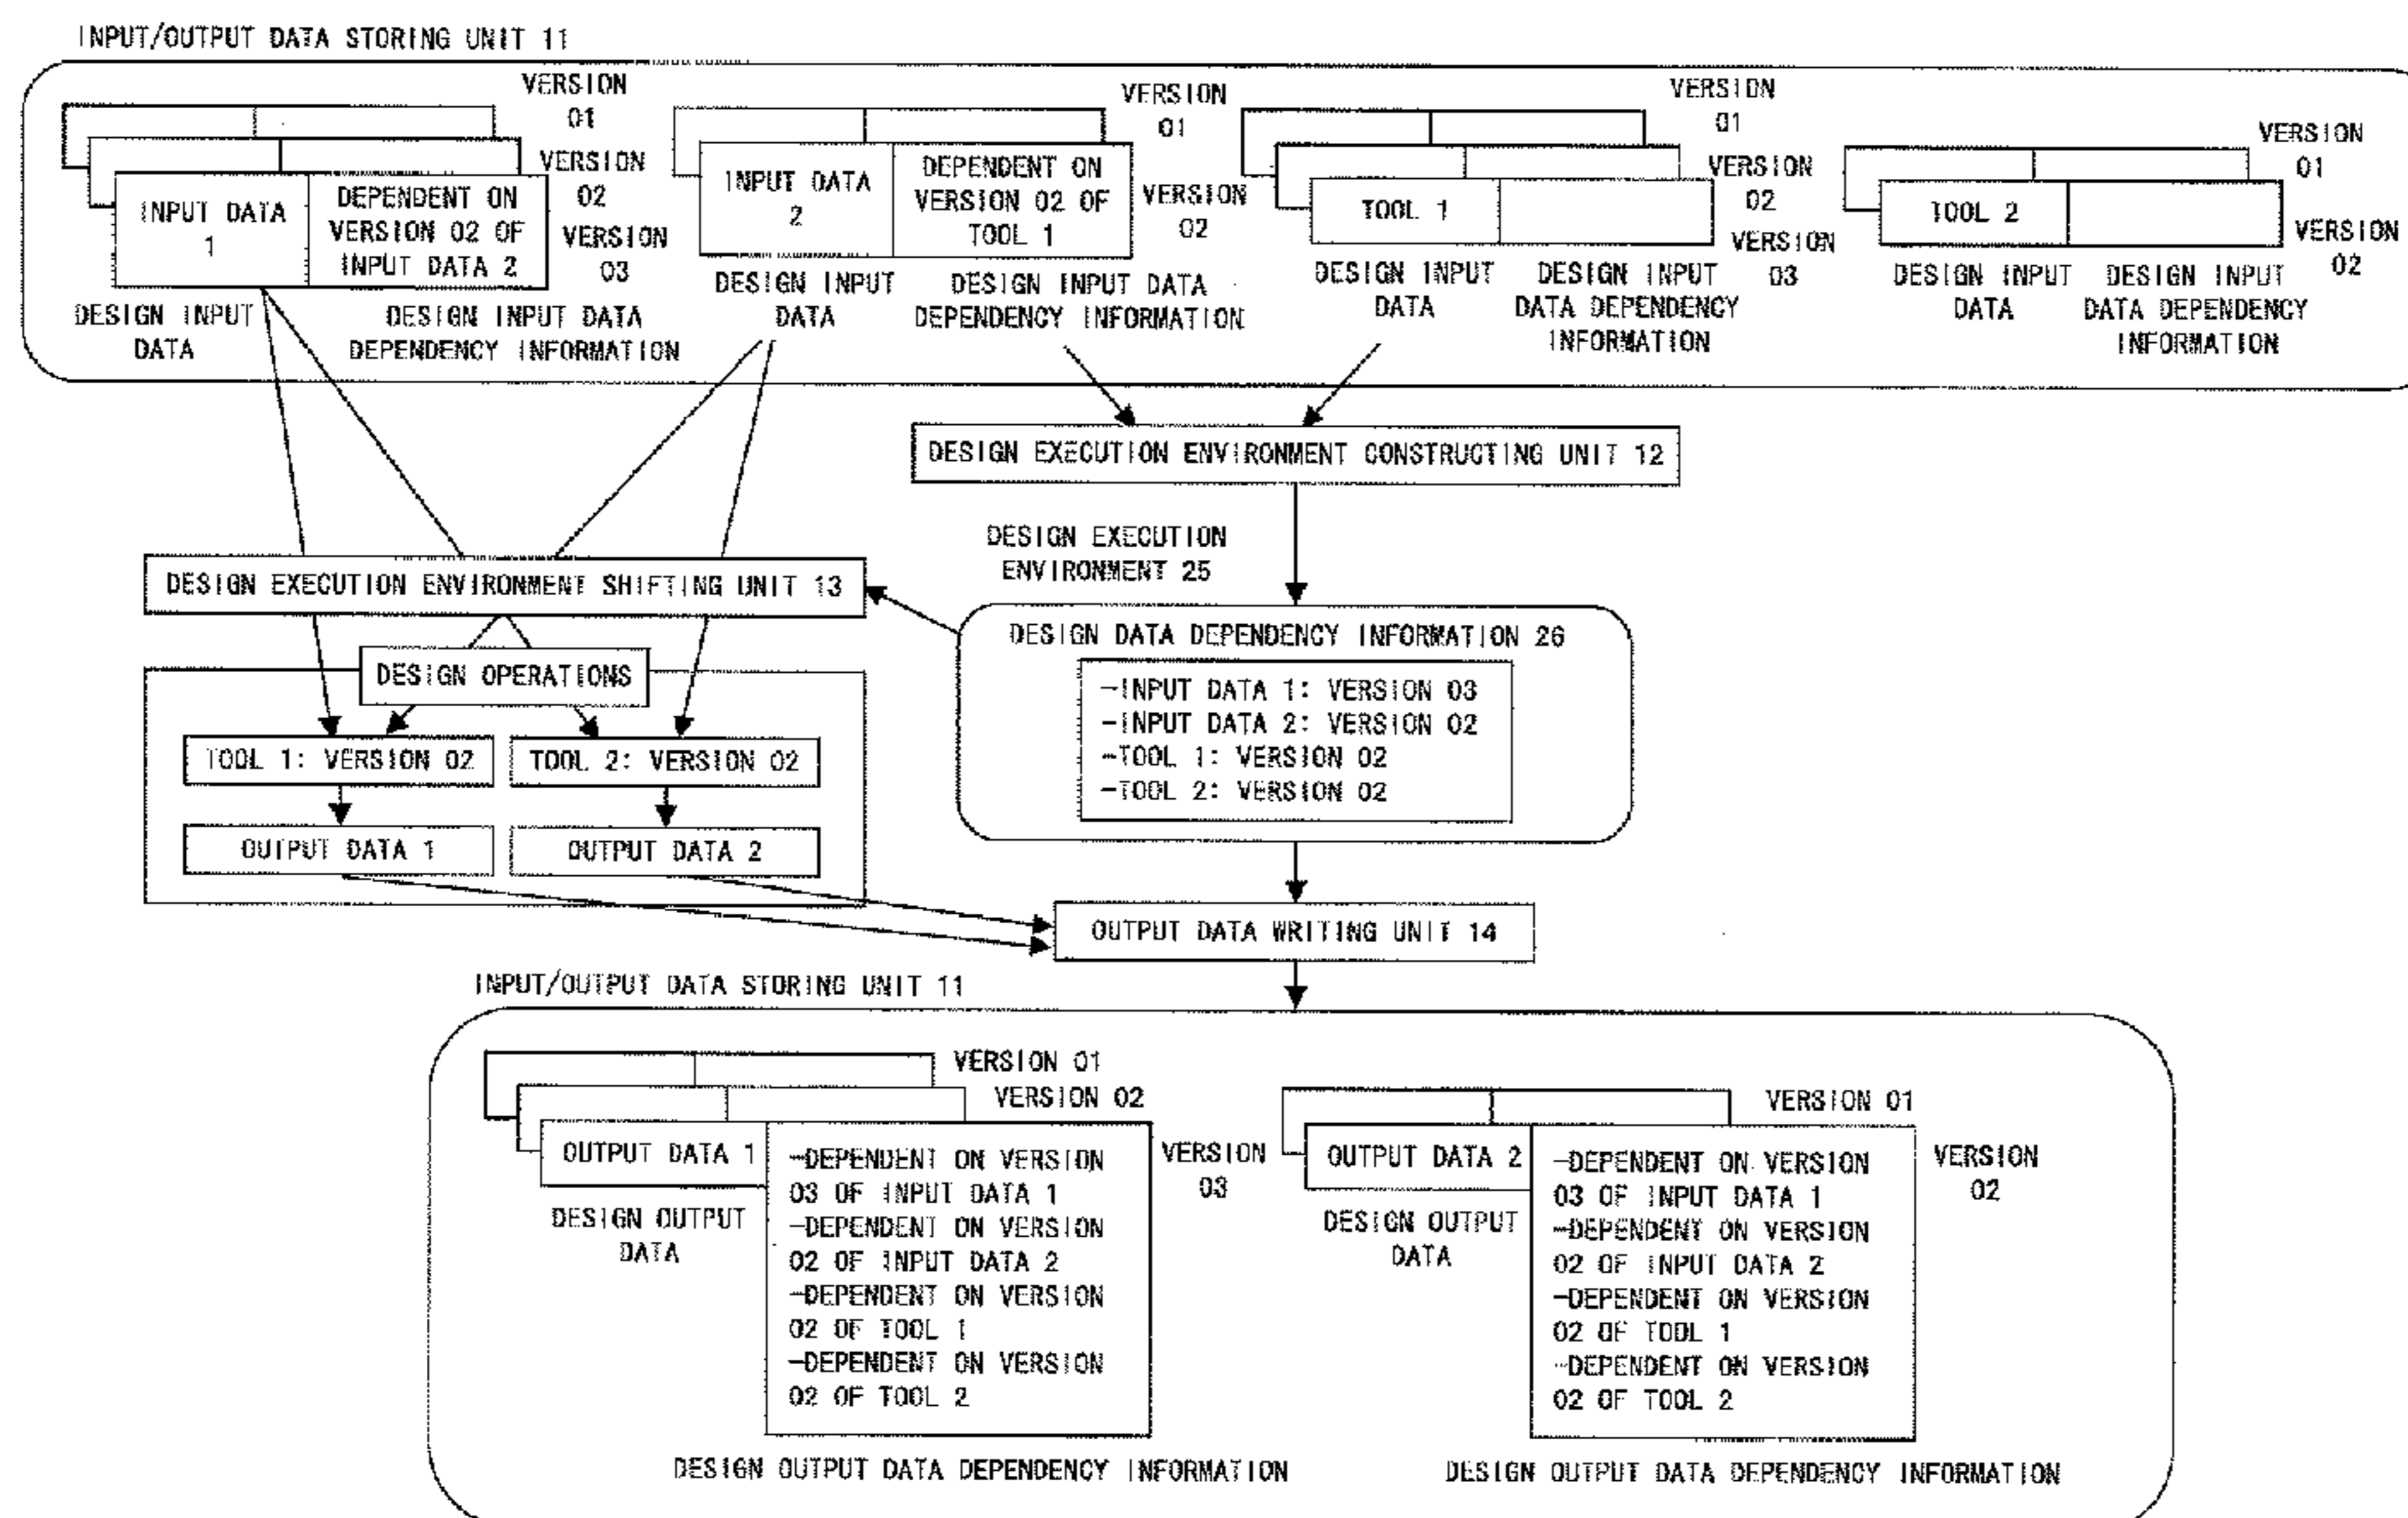 INPUT/OUTPUT DATA STORING UNIT 11
VERSION
01
VERSION
02
VERSION
03
INPUT DATA
1
DEPENDENT ON
VERSION 02 OF
INPUT DATA 2
DESIGN INPUT
DATA
DESIGN INPUT DATA
DEPENDENCY INFORMATION
VERSION
01
VERSION
02
INPUT DATA
2
DEPENDENT ON
VERSION 02 OF
TOOL 1
DESIGN INPUT
DATA
DESIGN INPUT DATA
DEPENDENCY INFORMATION
VERSION
01
VERSION
02
VERSION
03
TOOL 1
DESIGN INPUT
DATA
DESIGN INPUT
DATA DEPENDENCY
INFORMATION
VERSION
01
VERSION
02
TOOL 2
DESIGN INPUT
DATA
DESIGN INPUT
DATA DEPENDENCY
INFORMATION
DESIGN EXECUTION ENVIRONMENT CONSTRUCTING UNIT 12
DESIGN EXECUTION
ENVIRONMENT 25
DESIGN EXECUTION ENVIRONMENT SHIFTING UNIT 13
DESIGN DATA DEPENDENCY INFORMATION 26
-INPUT DATA 1: VERSION 03
-INPUT DATA 2: VERSION 02
-TOOL 1: VERSION 02
-TOOL 2: VERSION 02
DESIGN OPERATIONS
TOOL 1: VERSION 02
TOOL 2: VERSION 02
OUTPUT DATA 1
OUTPUT DATA 2
OUTPUT DATA WRITING UNIT 14
INPUT/OUTPUT DATA STORING UNIT 11
VERSION 01
VERSION 02
VERSION
03
OUTPUT DATA 1
DESIGN OUTPUT
DATA
-DEPENDENT ON VERSION
03 OF INPUT DATA 1
-DEPENDENT ON VERSION
02 OF INPUT DATA 2
-DEPENDENT ON VERSION
02 OF TOOL 1
-DEPENDENT ON VERSION
02 OF TOOL 2
DESIGN OUTPUT DATA DEPENDENCY INFORMATION
VERSION 01
VERSION
02
OUTPUT DATA 2
DESIGN OUTPUT
DATA
-DEPENDENT ON VERSION
03 OF INPUT DATA 1
-DEPENDENT ON VERSION
02 OF INPUT DATA 2
-DEPENDENT ON VERSION
02 OF TOOL 1
-DEPENDENT ON VERSION
02 OF TOOL 2
DESIGN OUTPUT DATA DEPENDENCY INFORMATION